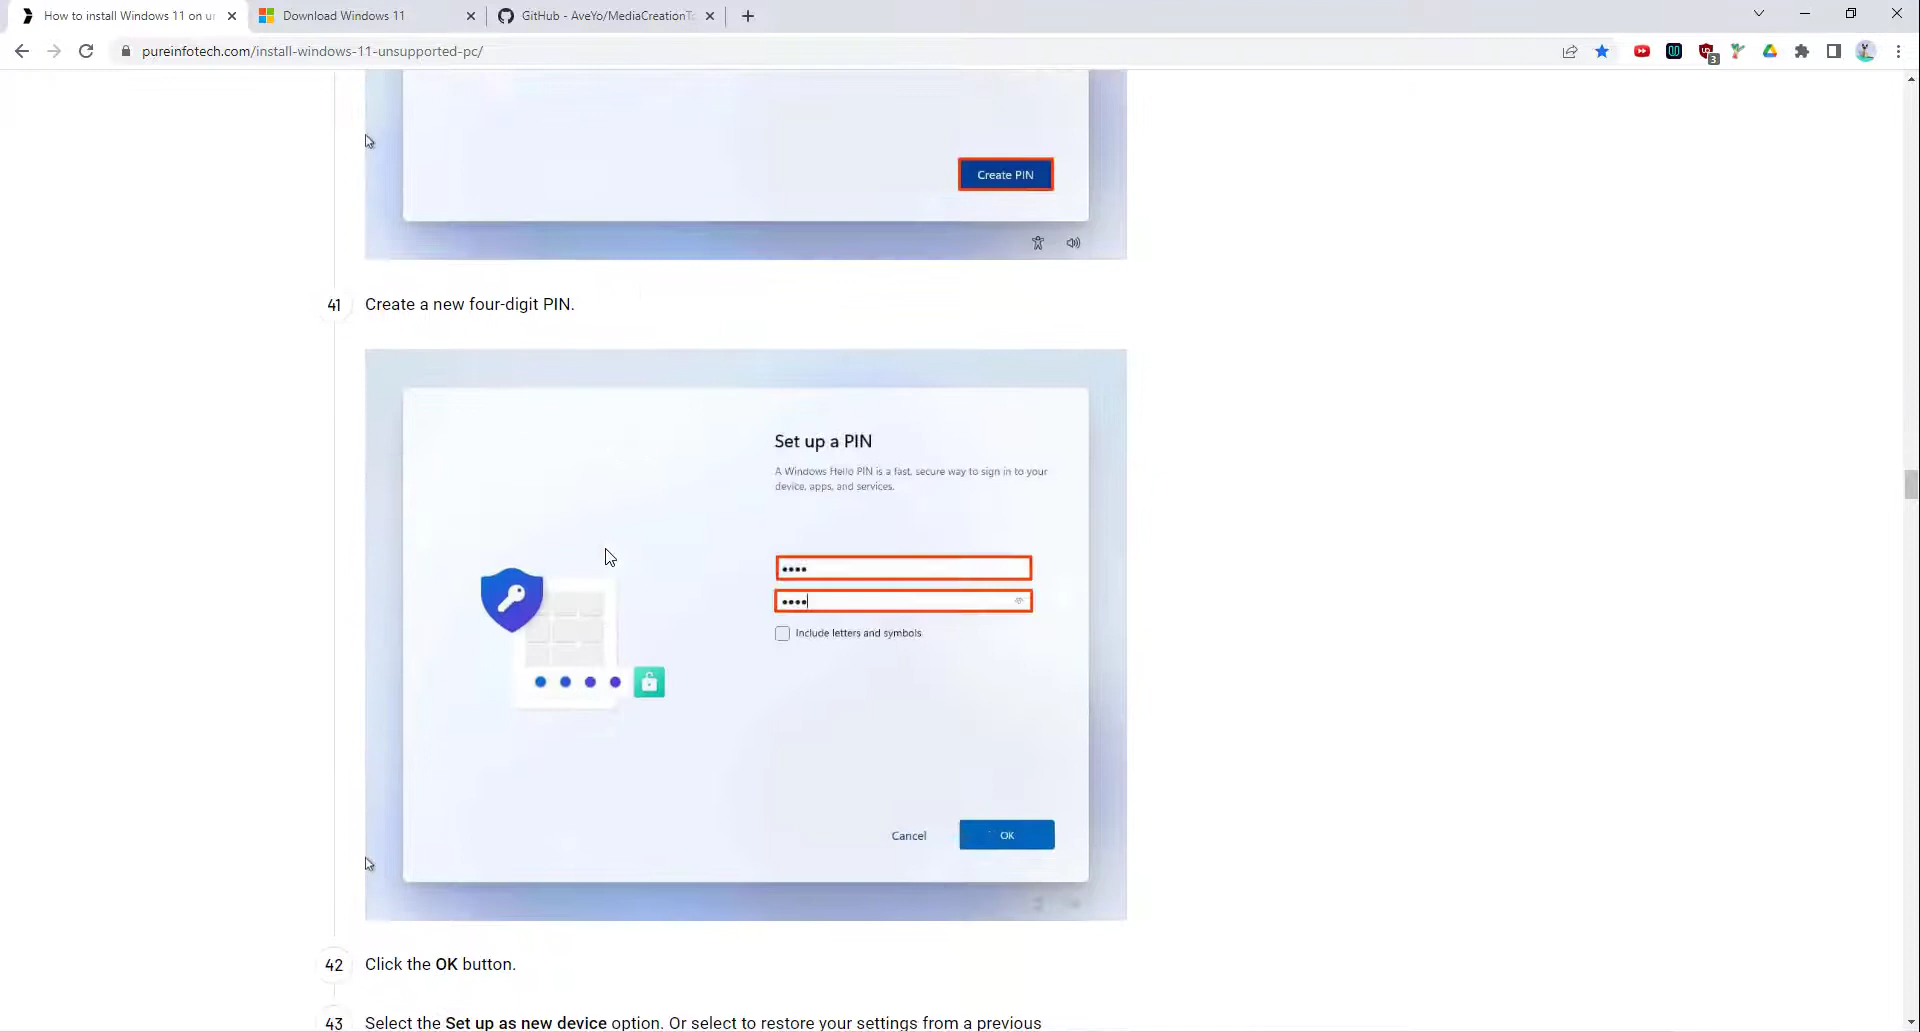 How to install Windows 11 on u
Download Windows 11
GitHub - AveYo/MediaCreationTo
pureinfotech.com/install-windows-11-unsupported-pc/
3
Create PIN
41 Create a new four-digit PIN.
Set up a PIN
A Windows Hello PIN is a fast, secure way to sign in to your
device, apps, and services.
Include letters and symbols
Cancel
OK
42 Click the OK button.
43 Select the Set up as new device option. Or select to restore your settings from a previous